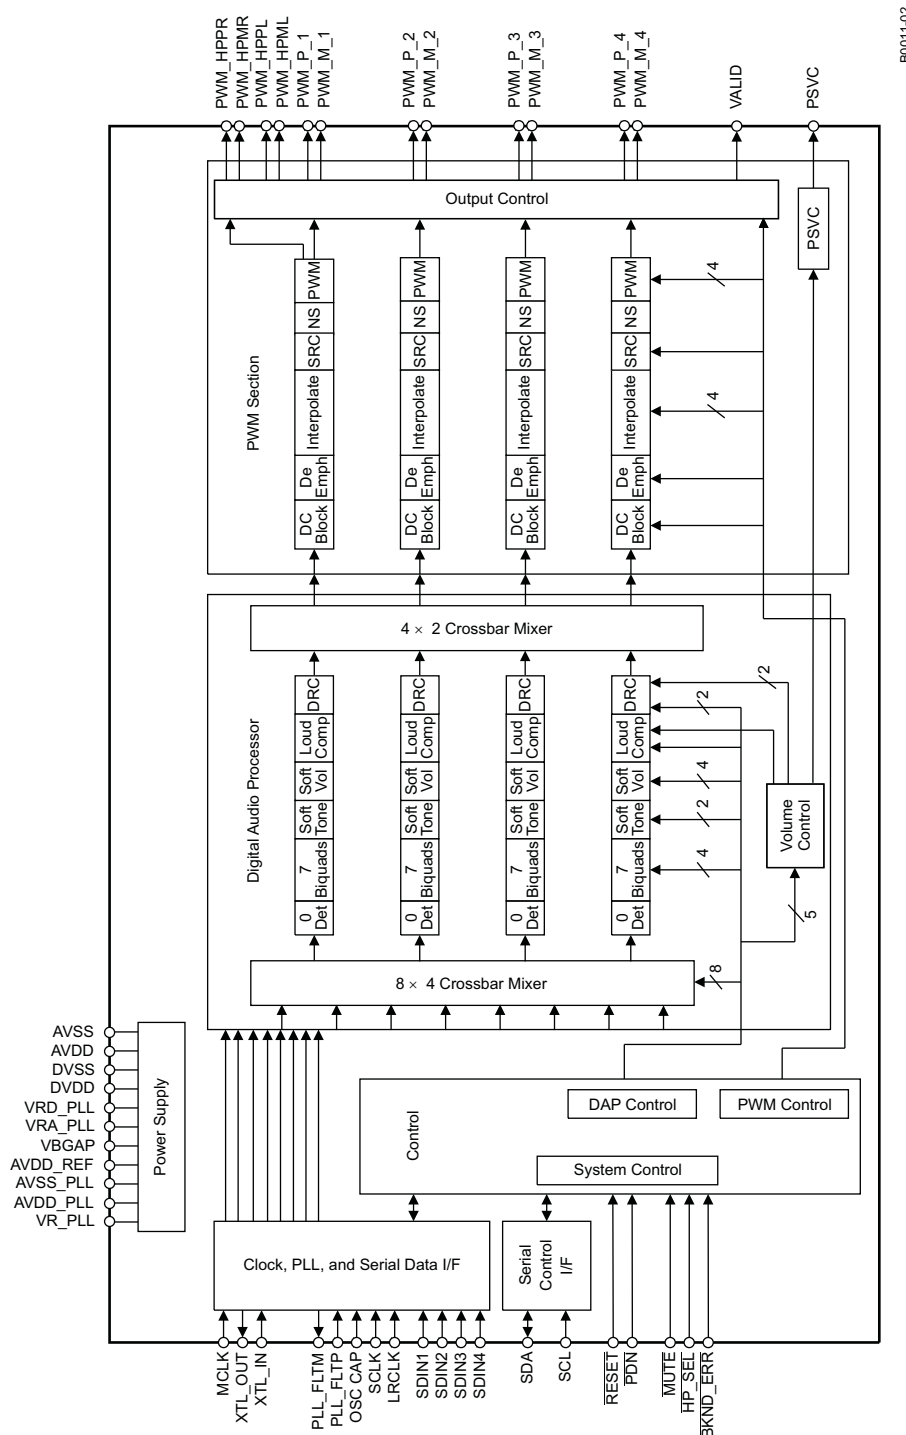 B0011-02
PWM_HPPR
PWM_HPMR
PWM_HPPL
PWM_HPML
PWM_P_1
PWM_M_1
PWM_P_2
PWM_M_2
PWM_P_3
PWM_M_3
PWM_P_4
PWM_M_4
VALID
PSVC
Output Control
PSVC
PWM Section
PWM
NS
SRC
Interpolate
De
Emph
DC
Block
PWM
NS
SRC
Interpolate
De
Emph
DC
Block
PWM
NS
SRC
Interpolate
De
Emph
DC
Block
PWM
NS
SRC
Interpolate
De
Emph
DC
Block
4
4
4 × 2 Crossbar Mixer
Digital Audio Processor
DRC
Loud
Comp
Soft
Vol
Soft
Tone
7
Biquads
0
Det
DRC
Loud
Comp
Soft
Vol
Soft
Tone
7
Biquads
0
Det
DRC
Loud
Comp
Soft
Vol
Soft
Tone
7
Biquads
0
Det
DRC
Loud
Comp
Soft
Vol
Soft
Tone
7
Biquads
0
Det
2
2
4
2
4
Volume
Control
5
8
8 × 4 Crossbar Mixer
AVSS
AVDD
DVSS
DVDD
VRD_PLL
VRA_PLL
VBGAP
AVDD_REF
AVSS_PLL
AVDD_PLL
VR_PLL
Power Supply
Control
DAP Control
PWM Control
System Control
Clock, PLL, and Serial Data I/F
Serial
Control
I/F
MCLK
XTL_OUT
XTL_IN
PLL_FLTM
PLL_FLTP
OSC CAP
SCLK
LRCLK
SDIN1
SDIN2
SDIN3
SDIN4
SDA
SCL
RESET
PDN
MUTE
HP_SEL
BKND_ERR